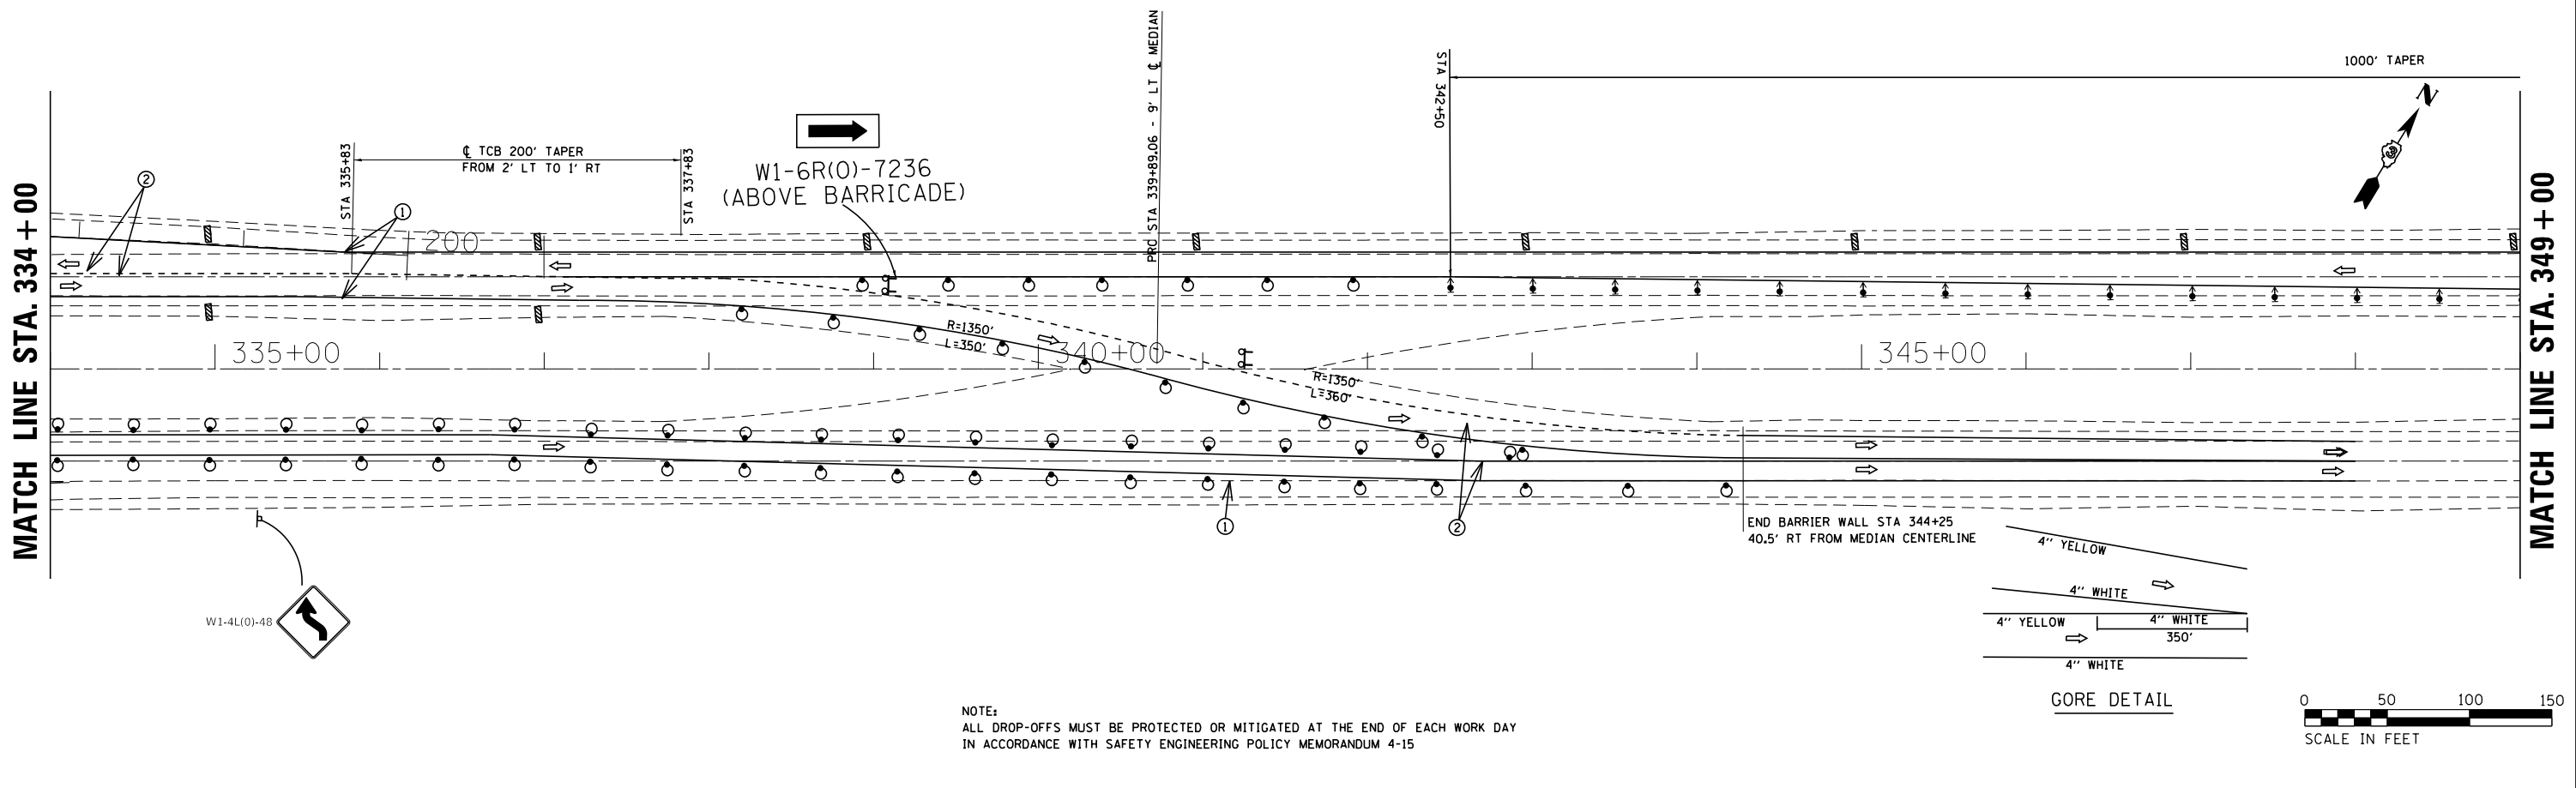 MATCH LINE STA. 334+00
2
STA 335+83
℄ TCB 200' TAPER
FROM 2' LT TO 1' RT
STA 337+83
1
200
W1-6R(O)-7236
(ABOVE BARRICADE)
PRC STA 339+89.06 - 9' LT ℄ MEDIAN
STA 342+50
1000' TAPER
N
3
MATCH LINE STA. 349+00
335+00
R=1350'
L=350'
340+00
R=1350'
L=360'
345+00
1
2
END BARRIER WALL STA 344+25
40.5' RT FROM MEDIAN CENTERLINE
W1-4L(0)-48
4" YELLOW
4" WHITE
4" YELLOW
4" WHITE
350'
4" WHITE
GORE DETAIL
NOTE:
ALL DROP-OFFS MUST BE PROTECTED OR MITIGATED AT THE END OF EACH WORK DAY
IN ACCORDANCE WITH SAFETY ENGINEERING POLICY MEMORANDUM 4-15
0 50 100 150
SCALE IN FEET